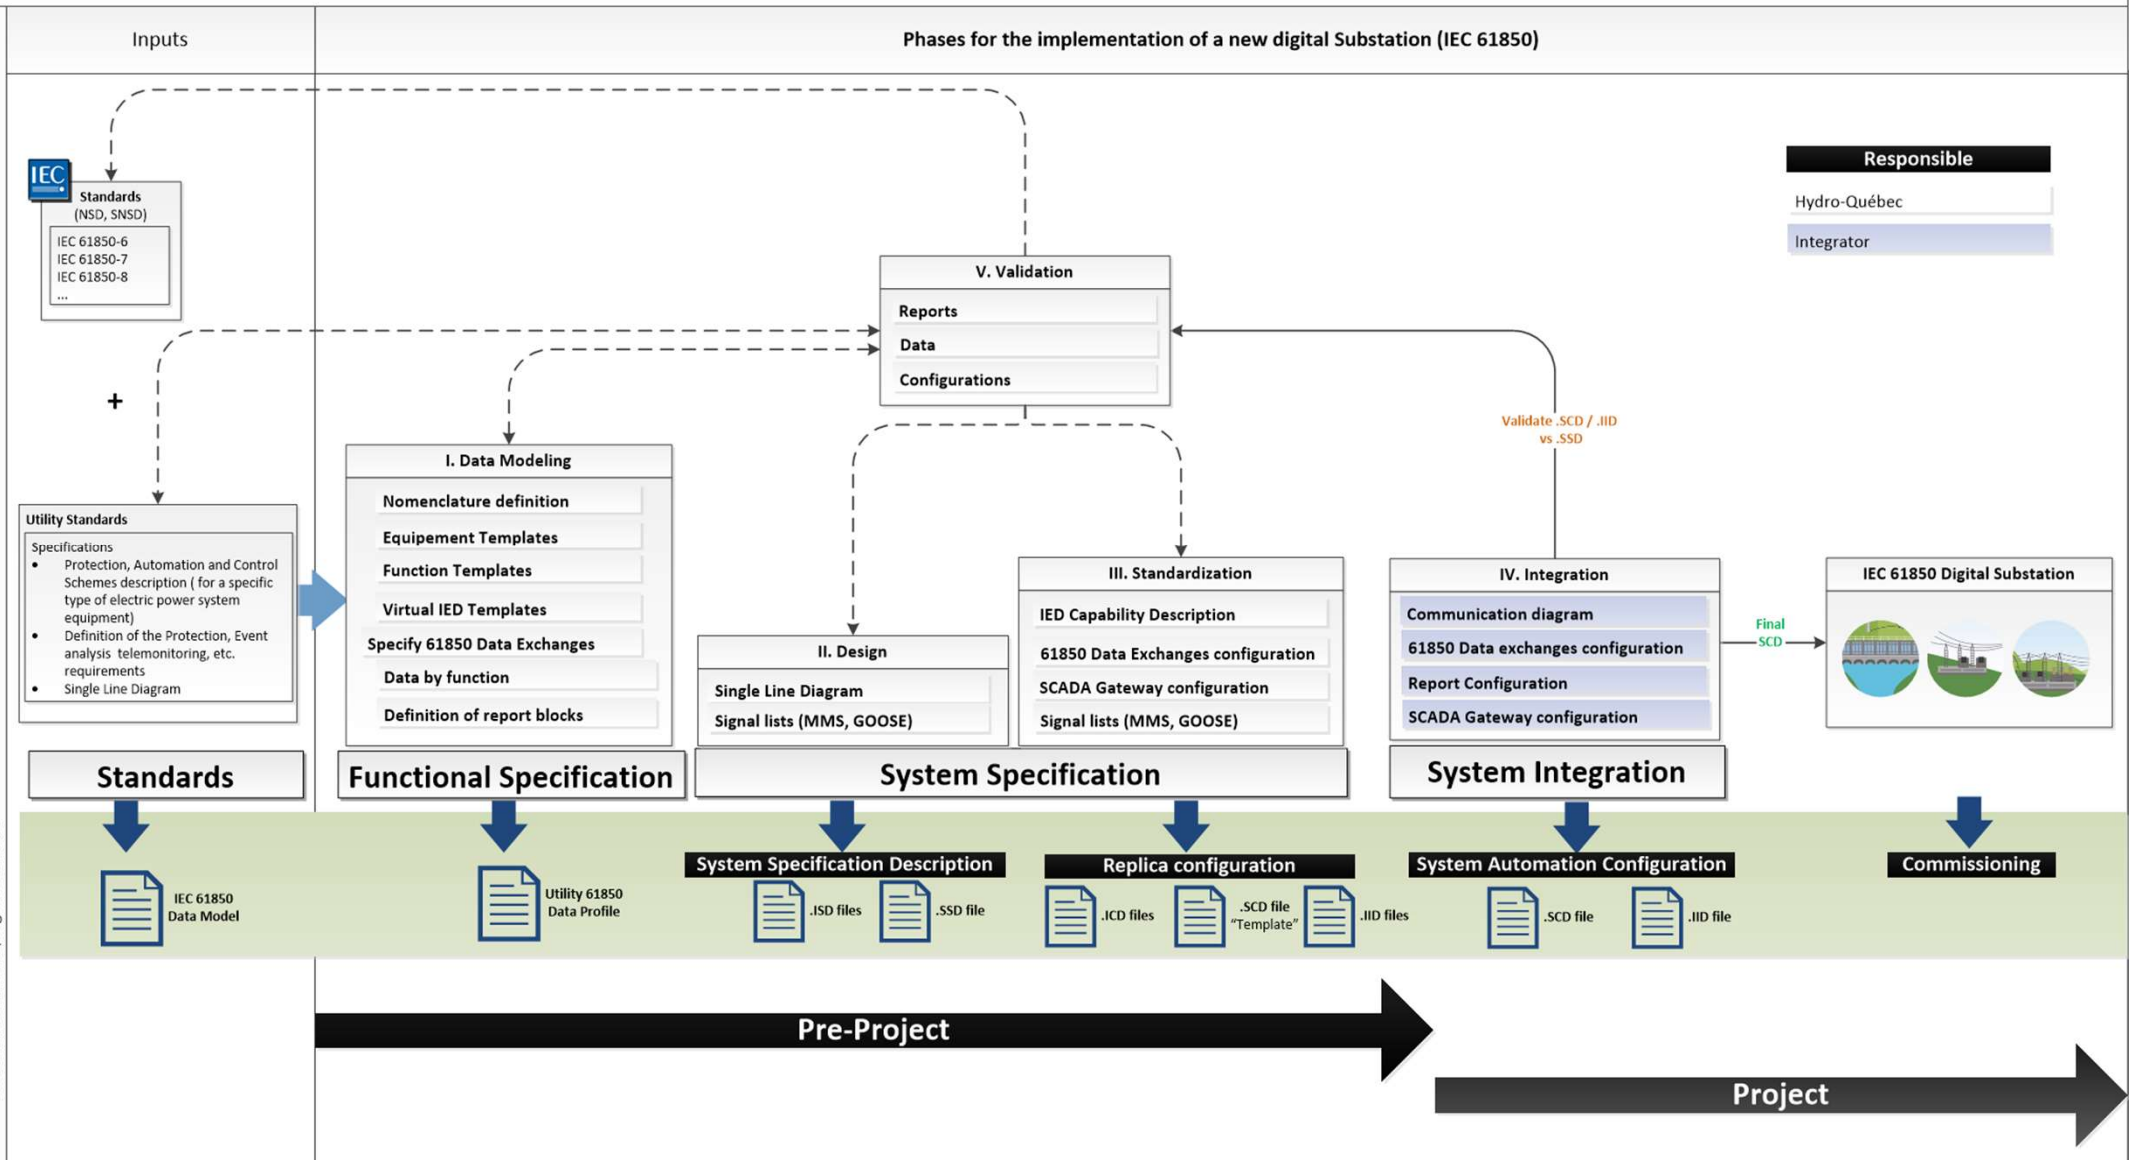 Inputs
Phases for the implementation of a new digital Substation (IEC 61850)
IEC
Standards
(NSD, SNSD)
IEC 61850-6
IEC 61850-7
IEC 61850-8
...
+
Utility Standards
Specifications
• Protection, Automation and Control
Schemes description ( for a specific
type of electric power system
equipment)
• Definition of the Protection, Event
analysis telemonitoring, etc.
requirements
• Single Line Diagram
Responsible
Hydro-Québec
Integrator
V. Validation
Reports
Data
Configurations
Validate .SCD / .IID
vs .SSD
I. Data Modeling
Nomenclature definition
Equipement Templates
Function Templates
Virtual IED Templates
Specify 61850 Data Exchanges
Data by function
Definition of report blocks
II. Design
Single Line Diagram
Signal lists (MMS, GOOSE)
III. Standardization
IED Capability Description
61850 Data Exchanges configuration
SCADA Gateway configuration
Signal lists (MMS, GOOSE)
IV. Integration
Communication diagram
61850 Data exchanges configuration
Report Configuration
SCADA Gateway configuration
Final
SCD
IEC 61850 Digital Substation
Standards
Functional Specification
System Specification
System Integration
IEC 61850
Data Model
Utility 61850
Data Profile
System Specification Description
.ISD files
.SSD file
Replica configuration
.ICD files
.SCD file
"Template"
.IID files
System Automation Configuration
.SCD file
.IID file
Commissioning
Pre-Project
Project